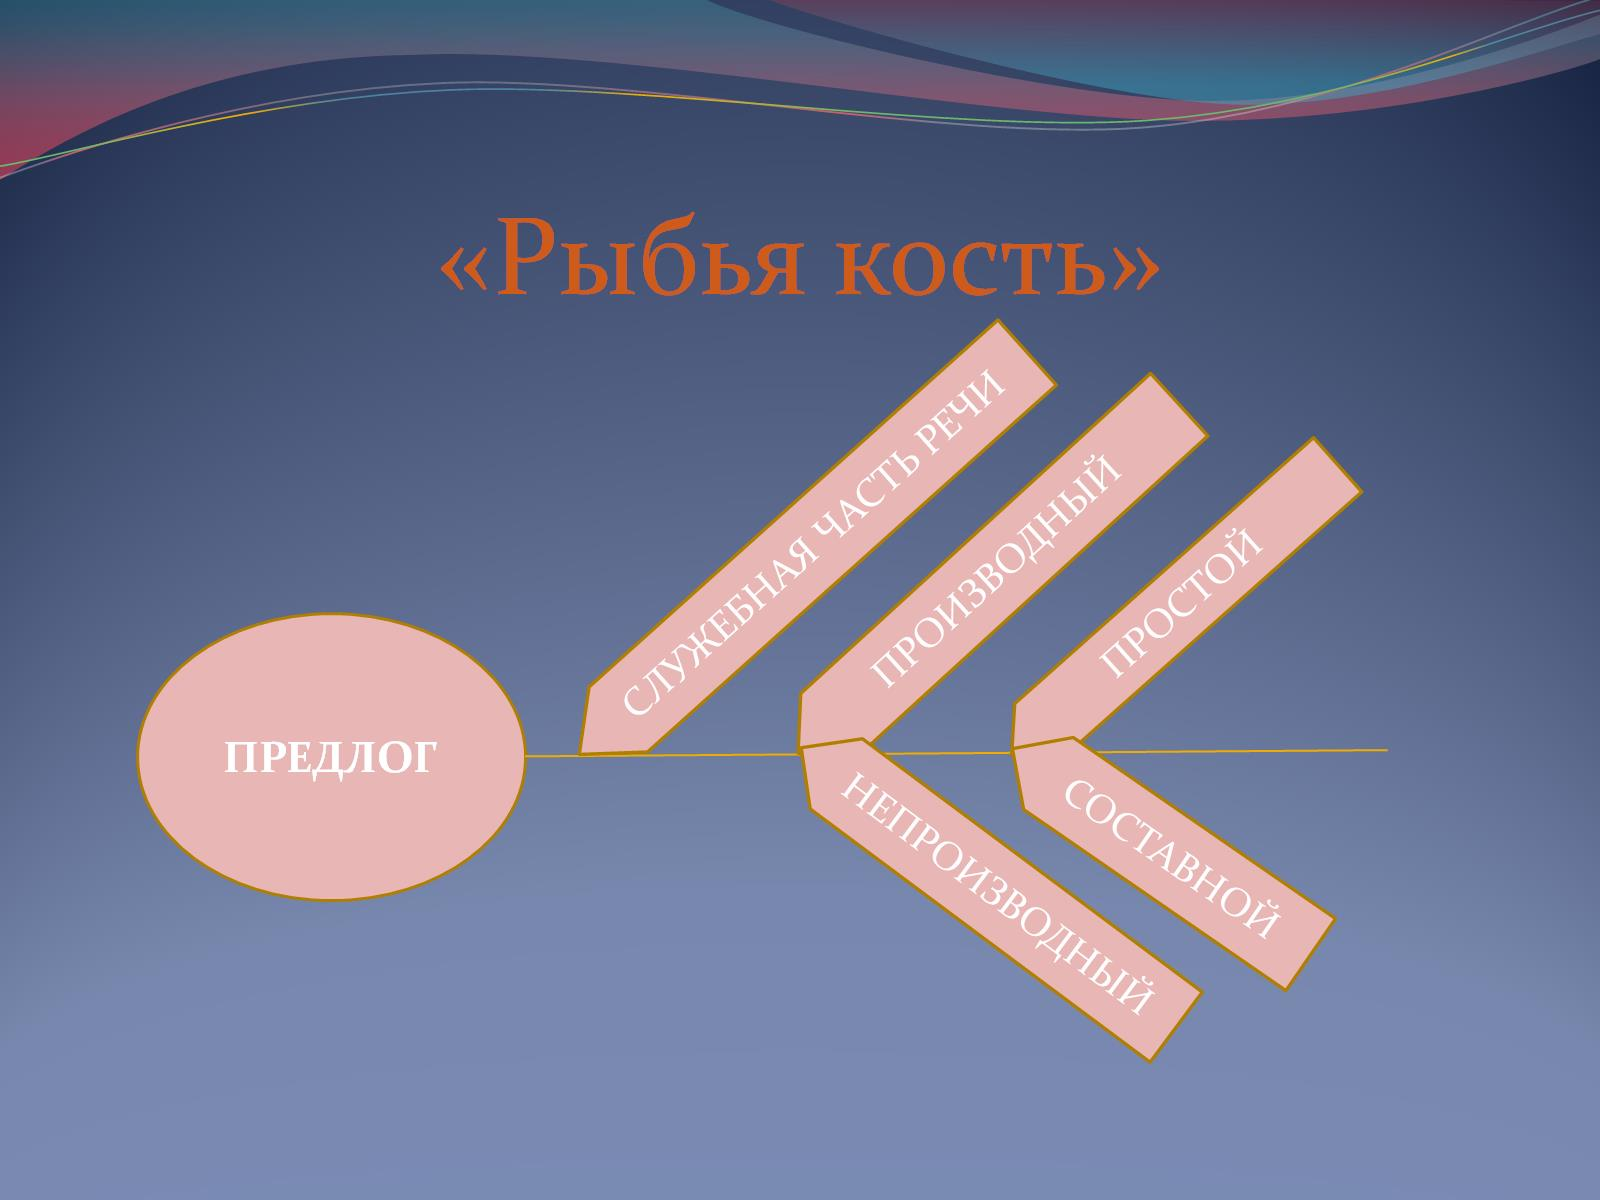 «Рыбья кость»
СЛУЖЕБНАЯ ЧАСТЬ РЕЧИ
ПРОИЗВОДНЫЙ
ПРОСТОЙ
ПРЕДЛОГ
НЕПРОИЗВОДНЫЙ
СОСТАВНОЙ